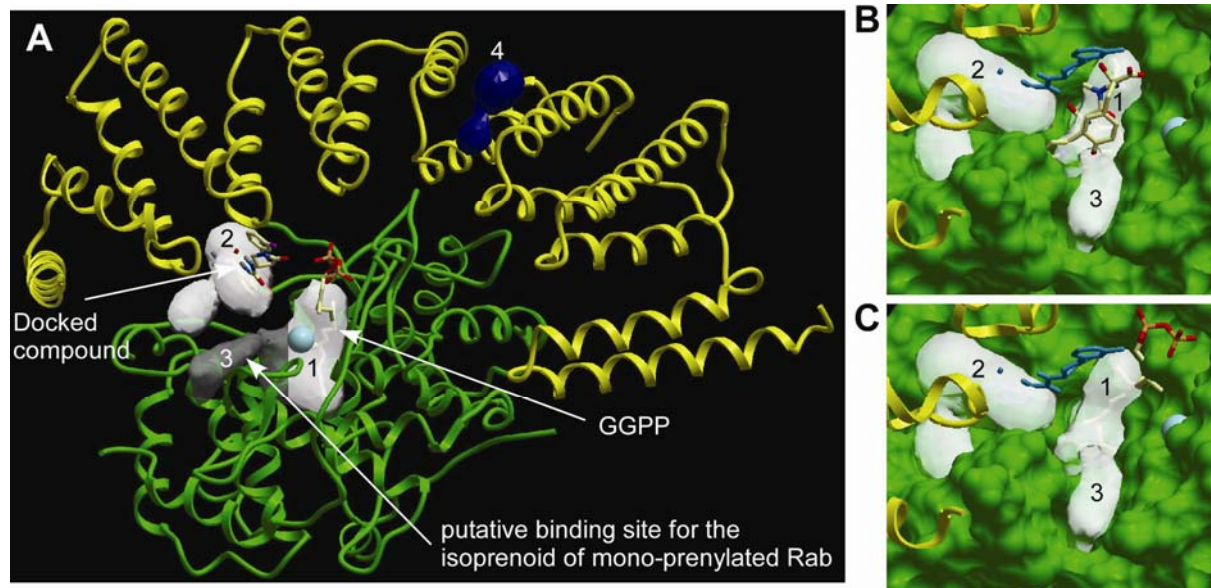 A
4
2
Docked
compound
3
1
GGPP
putative binding site for the
isoprenoid of mono-prenylated Rab
B
2
1
3
C
2
1
3